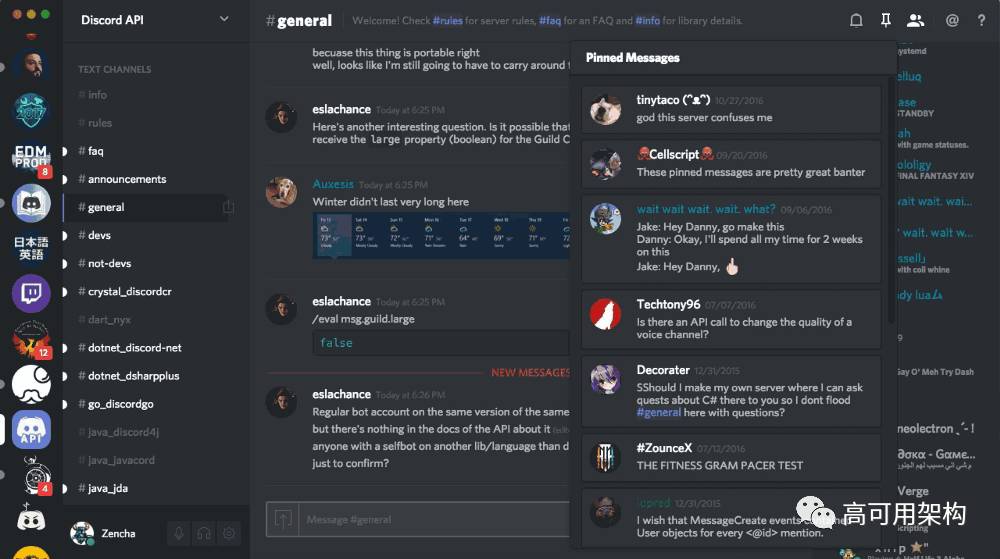 Discord API
#general
Welcome! Check #rules for server rules, #faq for an FAQ and #info for library details.
TEXT CHANNELS
# info
# rules
# faq
# announcements
# general
# devs
# not-devs
# crystal_discordcr
# dart_nyx
# dotnet_discord-net
# dotnet_dsharpplus
# go_discordgo
# java_discord4j
# java_javacord
# java_jda
Zencha
2017
EDM
PROD
8
日本語
英語
12
API
4
becuase this thing is portable right
well, looks like I'm still going to have to carry around
eslachance Today at 6:25 PM
Here's another interesting question. Is it possible that
receive the large property (boolean) for the Guild C
Auxesis Today at 6:25 PM
Winter didn't last very long here
eslachance Today at 6:25 PM
/eval msg.guild.large
false
NEW MESSAGES
eslachance Today at 6:26 PM
Regular bot account on the same version of the same
but there's nothing in the docs of the API about it
anyone with a selfbot on another lib/language than d
just to confirm?
Message #general
Pinned Messages
tinytaco (^ᴥ^) 10/27/2016
god this server confuses me
Cellscript 09/20/2016
These pinned messages are pretty great banter
wait wait wait. wait. what? 09/06/2016
Jake: Hey Danny, go make this
Danny: Okay, I'll spend all my time for 2 weeks
on this
Jake: Hey Danny, 🖕🏻
Techtony96 07/07/2016
Is there an API call to change the quality of a
voice channel?
Decorater 12/31/2015
SShould I make my own server where I can ask
quests about C# there to you so I dont flood
#general here with questions?
#ZounceX 07/12/2016
THE FITNESS GRAM PACER TEST
12/31/2015
I wish that MessageCreate events contained
User objects for every <@id> mention.
systemd
elluq
ase
STANDBY
ah
with game statuses.
ololigy
FINAL FANTASY XIV
wait. wai...
wait. w...
ssell
with coil whine
dy lua
Gay O' Meh Try Dash
neolectron
Verge
Scripting
高可用架构